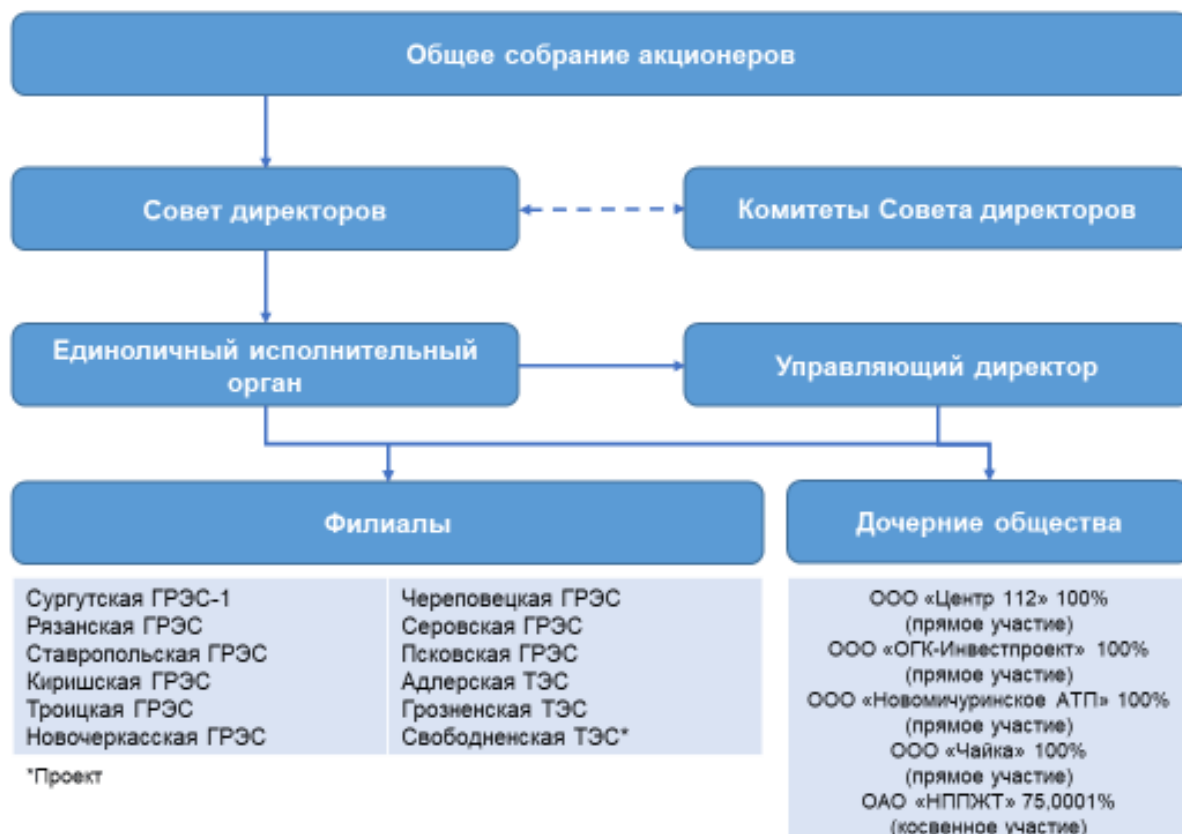 Общее собрание акционеров
Совет директоров
Комитеты Совета директоров
Единоличный исполнительный
орган
Управляющий директор
Филиалы
Дочерние общества
Сургутская ГРЭС-1
Рязанская ГРЭС
Ставропольская ГРЭС
Киришская ГРЭС
Троицкая ГРЭС
Новочеркасская ГРЭС
Череповецкая ГРЭС
Серовская ГРЭС
Псковская ГРЭС
Адлерская ТЭС
Грозненская ТЭС
Свободненская ТЭС*
*Проект
ООО «Центр 112» 100%
(прямое участие)
ООО «ОГК-Инвестпроект» 100%
(прямое участие)
ООО «Новомичуринское АТП» 100%
(прямое участие)
ООО «Чайка» 100%
(прямое участие)
ОАО «НППЖТ» 75,0001%
(косвенное участие)